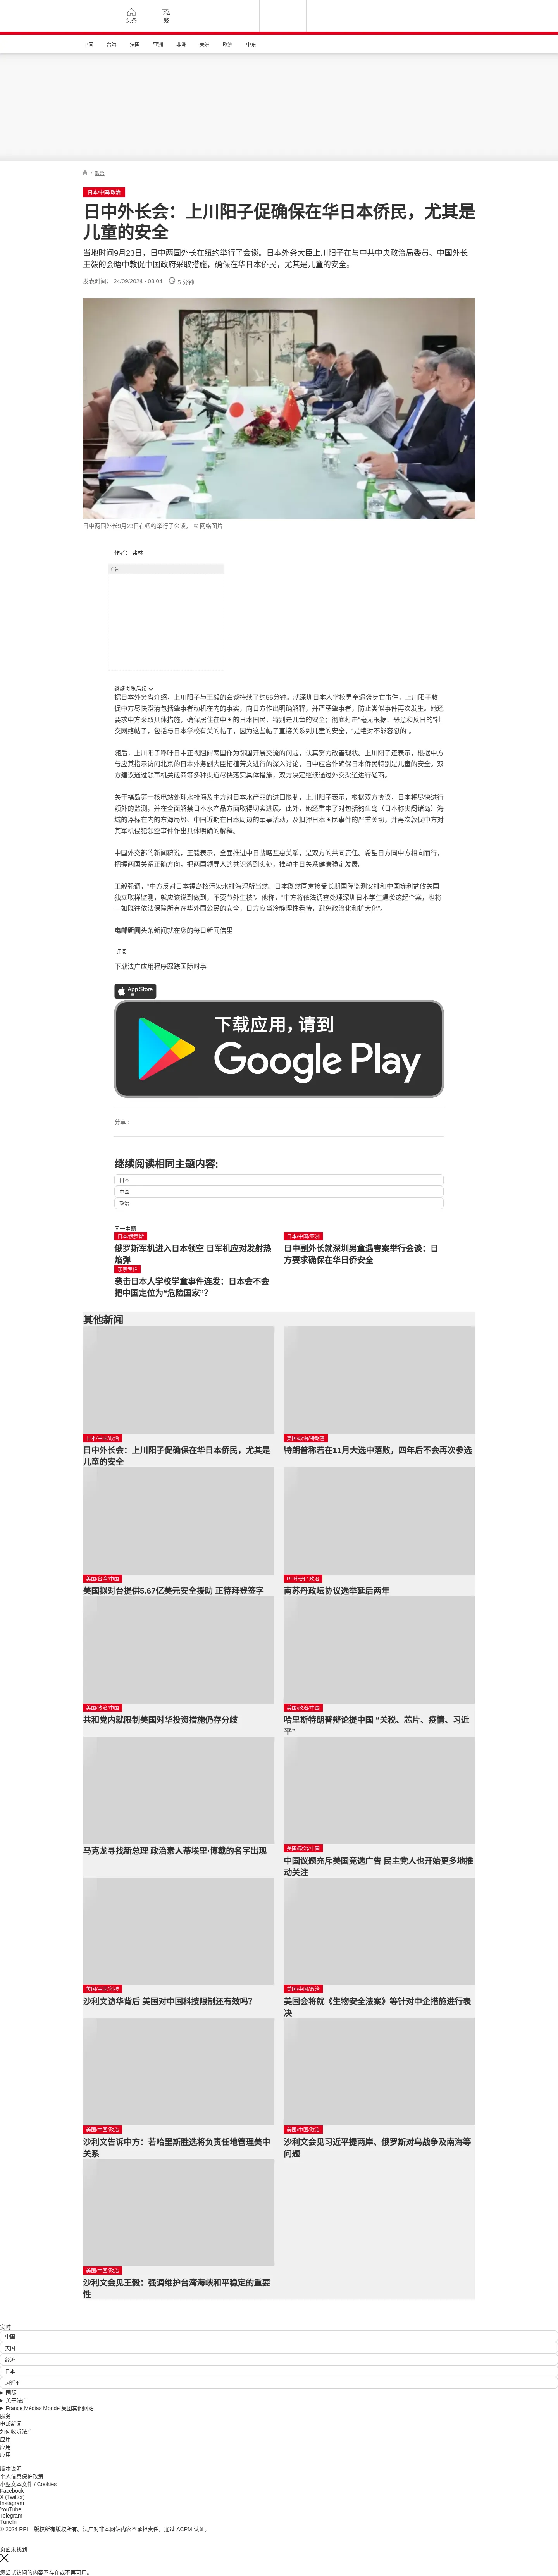 头条
繁
中国
台海
法国
亚洲
非洲
美洲
欧洲
中东
/ 政治
日本/中国/政治
日中外长会：上川阳子促确保在华日本侨民，尤其是
儿童的安全
当地时间9月23日，日中两国外长在纽约举行了会谈。日本外务大臣上川阳子在与中共中央政治局委员、中国外长
王毅的会晤中敦促中国政府采取措施，确保在华日本侨民，尤其是儿童的安全。
发表时间： 24/09/2024 - 03:04
5 分钟
日中两国外长9月23日在纽约举行了会谈。 © 网络图片
作者： 弗林
广告
继续浏览后续
据日本外务省介绍，上川阳子与王毅的会谈持续了约55分钟。就深圳日本人学校男童遇袭身亡事件，上川阳子敦
促中方尽快澄清包括肇事者动机在内的事实，向日方作出明确解释，并严惩肇事者，防止类似事件再次发生。她还
要求中方采取具体措施，确保居住在中国的日本国民，特别是儿童的安全；彻底打击“毫无根据、恶意和反日的”社
交网络帖子，包括与日本学校有关的帖子，因为这些帖子直接关系到儿童的安全，“是绝对不能容忍的”。
随后，上川阳子呼吁日中正视阻碍两国作为邻国开展交流的问题，认真努力改善现状。上川阳子还表示，根据中方
与应其指示访问北京的日本外务副大臣柘植芳文进行的深入讨论，日中应合作确保日本侨民特别是儿童的安全。双
方建议通过领事机关磋商等多种渠道尽快落实具体措施，双方决定继续通过外交渠道进行磋商。
关于福岛第一核电站处理水排海及中方对日本水产品的进口限制，上川阳子表示，根据双方协议，日本将尽快进行
额外的监测，并在全面解禁日本水产品方面取得切实进展。此外，她还重申了对包括钓鱼岛（日本称尖阁诸岛）海
域的浮标在内的东海局势、中国近期在日本周边的军事活动，及扣押日本国民事件的严重关切，并再次敦促中方对
其军机侵犯领空事件作出具体明确的解释。
中国外交部的新闻稿说，王毅表示，全面推进中日战略互惠关系，是双方的共同责任。希望日方同中方相向而行，
把握两国关系正确方向，把两国领导人的共识落到实处，推动中日关系健康稳定发展。
王毅强调，“中方反对日本福岛核污染水排海理所当然。日本既然同意接受长期国际监测安排和中国等利益攸关国
独立取样监测，就应该说到做到，不要节外生枝”。他称，“中方将依法调查处理深圳日本学生遇袭这起个案，也将
一如既往依法保障所有在华外国公民的安全，日方应当冷静理性看待，避免政治化和扩大化”。
电邮新闻头条新闻就在您的每日新闻信里
订阅
下载法广应用程序跟踪国际时事
App Store
下载
下载应用，请到
Google Play
分享 :
继续阅读相同主题内容:
日本
中国
政治
同一主题
日本/俄罗斯
俄罗斯军机进入日本领空 日军机应对发射热
焰弹
日本/中国/亚洲
日中副外长就深圳男童遇害案举行会谈：日
方要求确保在华日侨安全
东京专栏
袭击日本人学校学童事件连发：日本会不会
把中国定位为“危险国家”？
其他新闻
日本/中国/政治
日中外长会：上川阳子促确保在华日本侨民，尤其是
儿童的安全
美国/政治/特朗普
特朗普称若在11月大选中落败，四年后不会再次参选
美国/台湾/中国
美国拟对台提供5.67亿美元安全援助 正待拜登签字
RFI非洲 / 政治
南苏丹政坛协议选举延后两年
美国/政治/中国
共和党内就限制美国对华投资措施仍存分歧
美国/政治/中国
哈里斯特朗普辩论提中国 “关税、芯片、疫情、习近
平”
马克龙寻找新总理 政治素人蒂埃里·博戴的名字出现
美国/政治/中国
中国议题充斥美国竞选广告 民主党人也开始更多地推
动关注
美国/中国/科技
沙利文访华背后 美国对中国科技限制还有效吗？
美国/中国/政治
美国会将就《生物安全法案》等针对中企措施进行表
决
美国/中国/政治
沙利文告诉中方：若哈里斯胜选将负责任地管理美中
关系
美国/中国/政治
沙利文会见习近平提两岸、俄罗斯对乌战争及南海等
问题
美国/中国/政治
沙利文会见王毅：强调维护台湾海峡和平稳定的重要
性
实时
中国
美国
经济
日本
习近平
国际
关于法广
France Médias Monde 集团其他网站
服务
电邮新闻
如何收听法广
应用
应用
应用
版本说明
个人信息保护政策
小型文本文件 / Cookies
Facebook
X (Twitter)
Instagram
YouTube
Telegram
TuneIn
© 2024 RFI – 版权所有版权所有。法广对非本网站内容不承担责任。通过 ACPM 认证。
页面未找到
您尝试访问的内容不存在或不再可用。